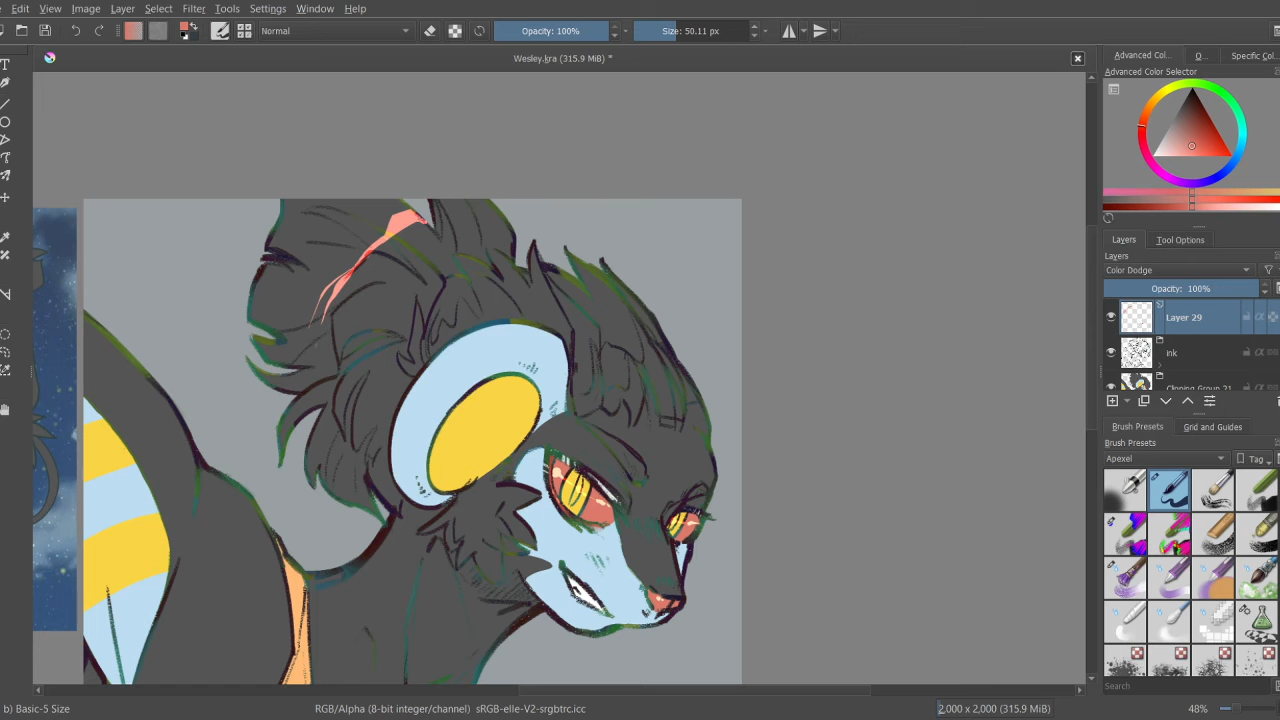 Edit View Image Layer Select Filter Tools Settings Window Help
Normal Opacity: 100% Size: 50.11 px
Wesley.kra (315.9 MiB) *
Advanced Col... O... Specific Col
Advanced Color Selector
Layers Tool Options
Layers
Color Dodge
Opacity: 100%
Layer 29
ink
Clipping Group 21
Brush Presets Grid and Guides
Brush Presets
Apexel Tag
Search
b) Basic-5 Size RGB/Alpha (8-bit integer/channel) sRGB-elle-V2-srgbtrc.icc 2,000 x 2,000 (315.9 MiB) 48%